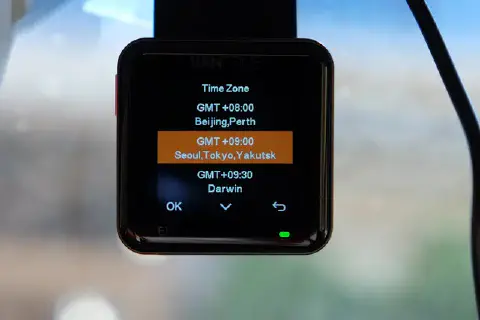 Time Zone
GMT +08:00
Beijing,Perth
GMT +09:00
Seoul,Tokyo,Yakutsk
GMT+09:30
Darwin
OK